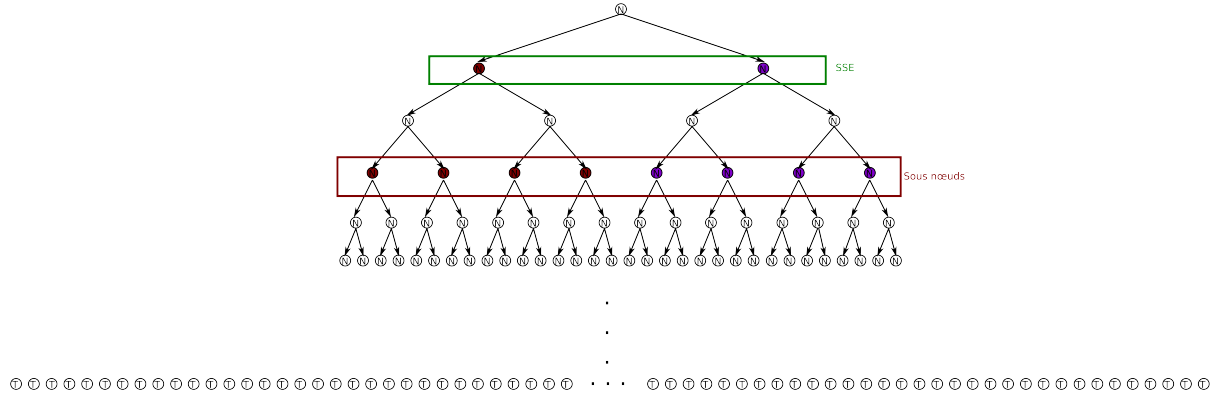 N
N N SSE
N N N N
N N N N N N N N Sous nœuds
N N N N N N N N N N N N N N N N
N N N N N N N N N N N N N N N N N N N N N N N N N N N N N N N N
.
.
.
T T T T T T T T T T T T T T T T T T T T T T T T T T T T T T T T . . . T T T T T T T T T T T T T T T T T T T T T T T T T T T T T T T T